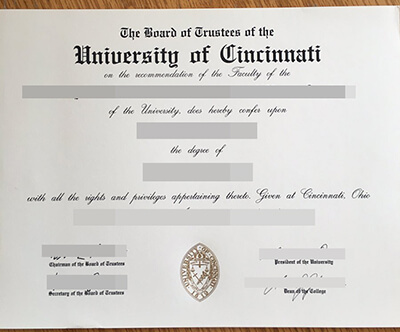 The Board of Trustees of the
University of Cincinnati
on the recommendation of the Faculty of the
of the University, does hereby confer upon
the degree of
with all the rights and privileges appertaining thereto. Given at Cincinnati, Ohio
Chairman of the Board of Trustees
President of the University
Secretary of the Board of Trustees
Dean of the College